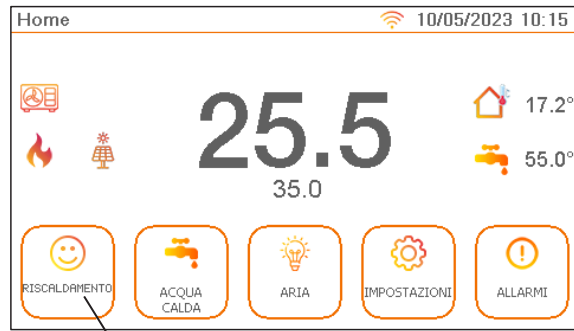 Home 10/05/2023 10:15
25.5
17.2°
55.0°
35.0
RISCALDAMENTO
ACQUA
CALDA
ARIA
IMPOSTAZIONI
ALLARMI